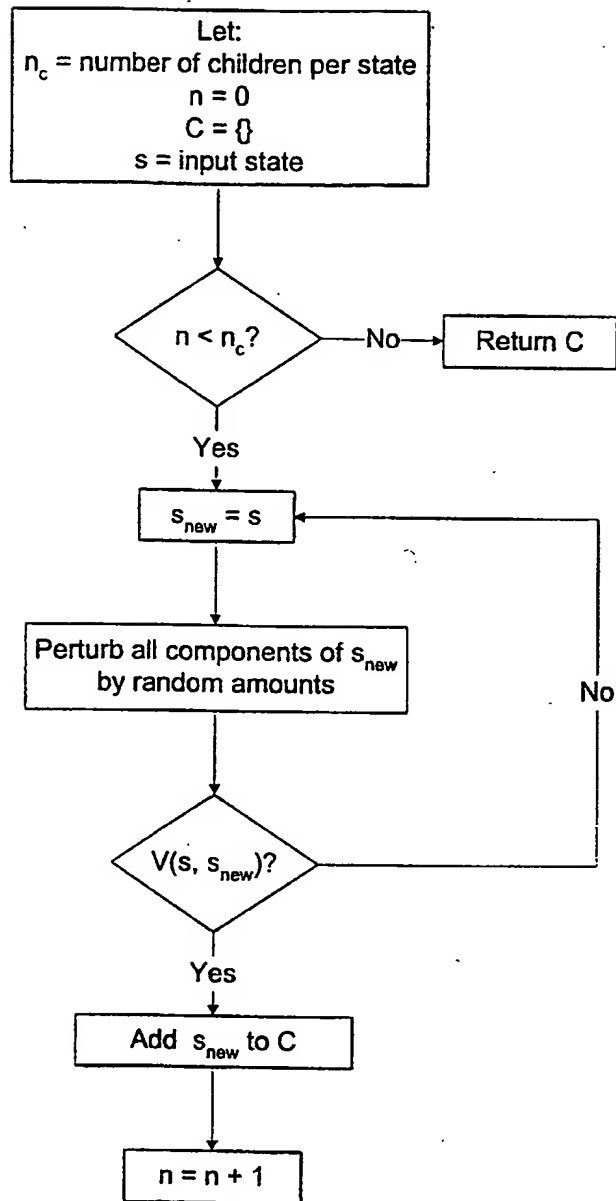 Let:
n_c = number of children per state
n = 0
C = {}
s = input state
n < n_c?
No
Return C
Yes
s_new = s
Perturb all components of s_new
by random amounts
No
V(s, s_new)?
Yes
Add s_new to C
n = n + 1